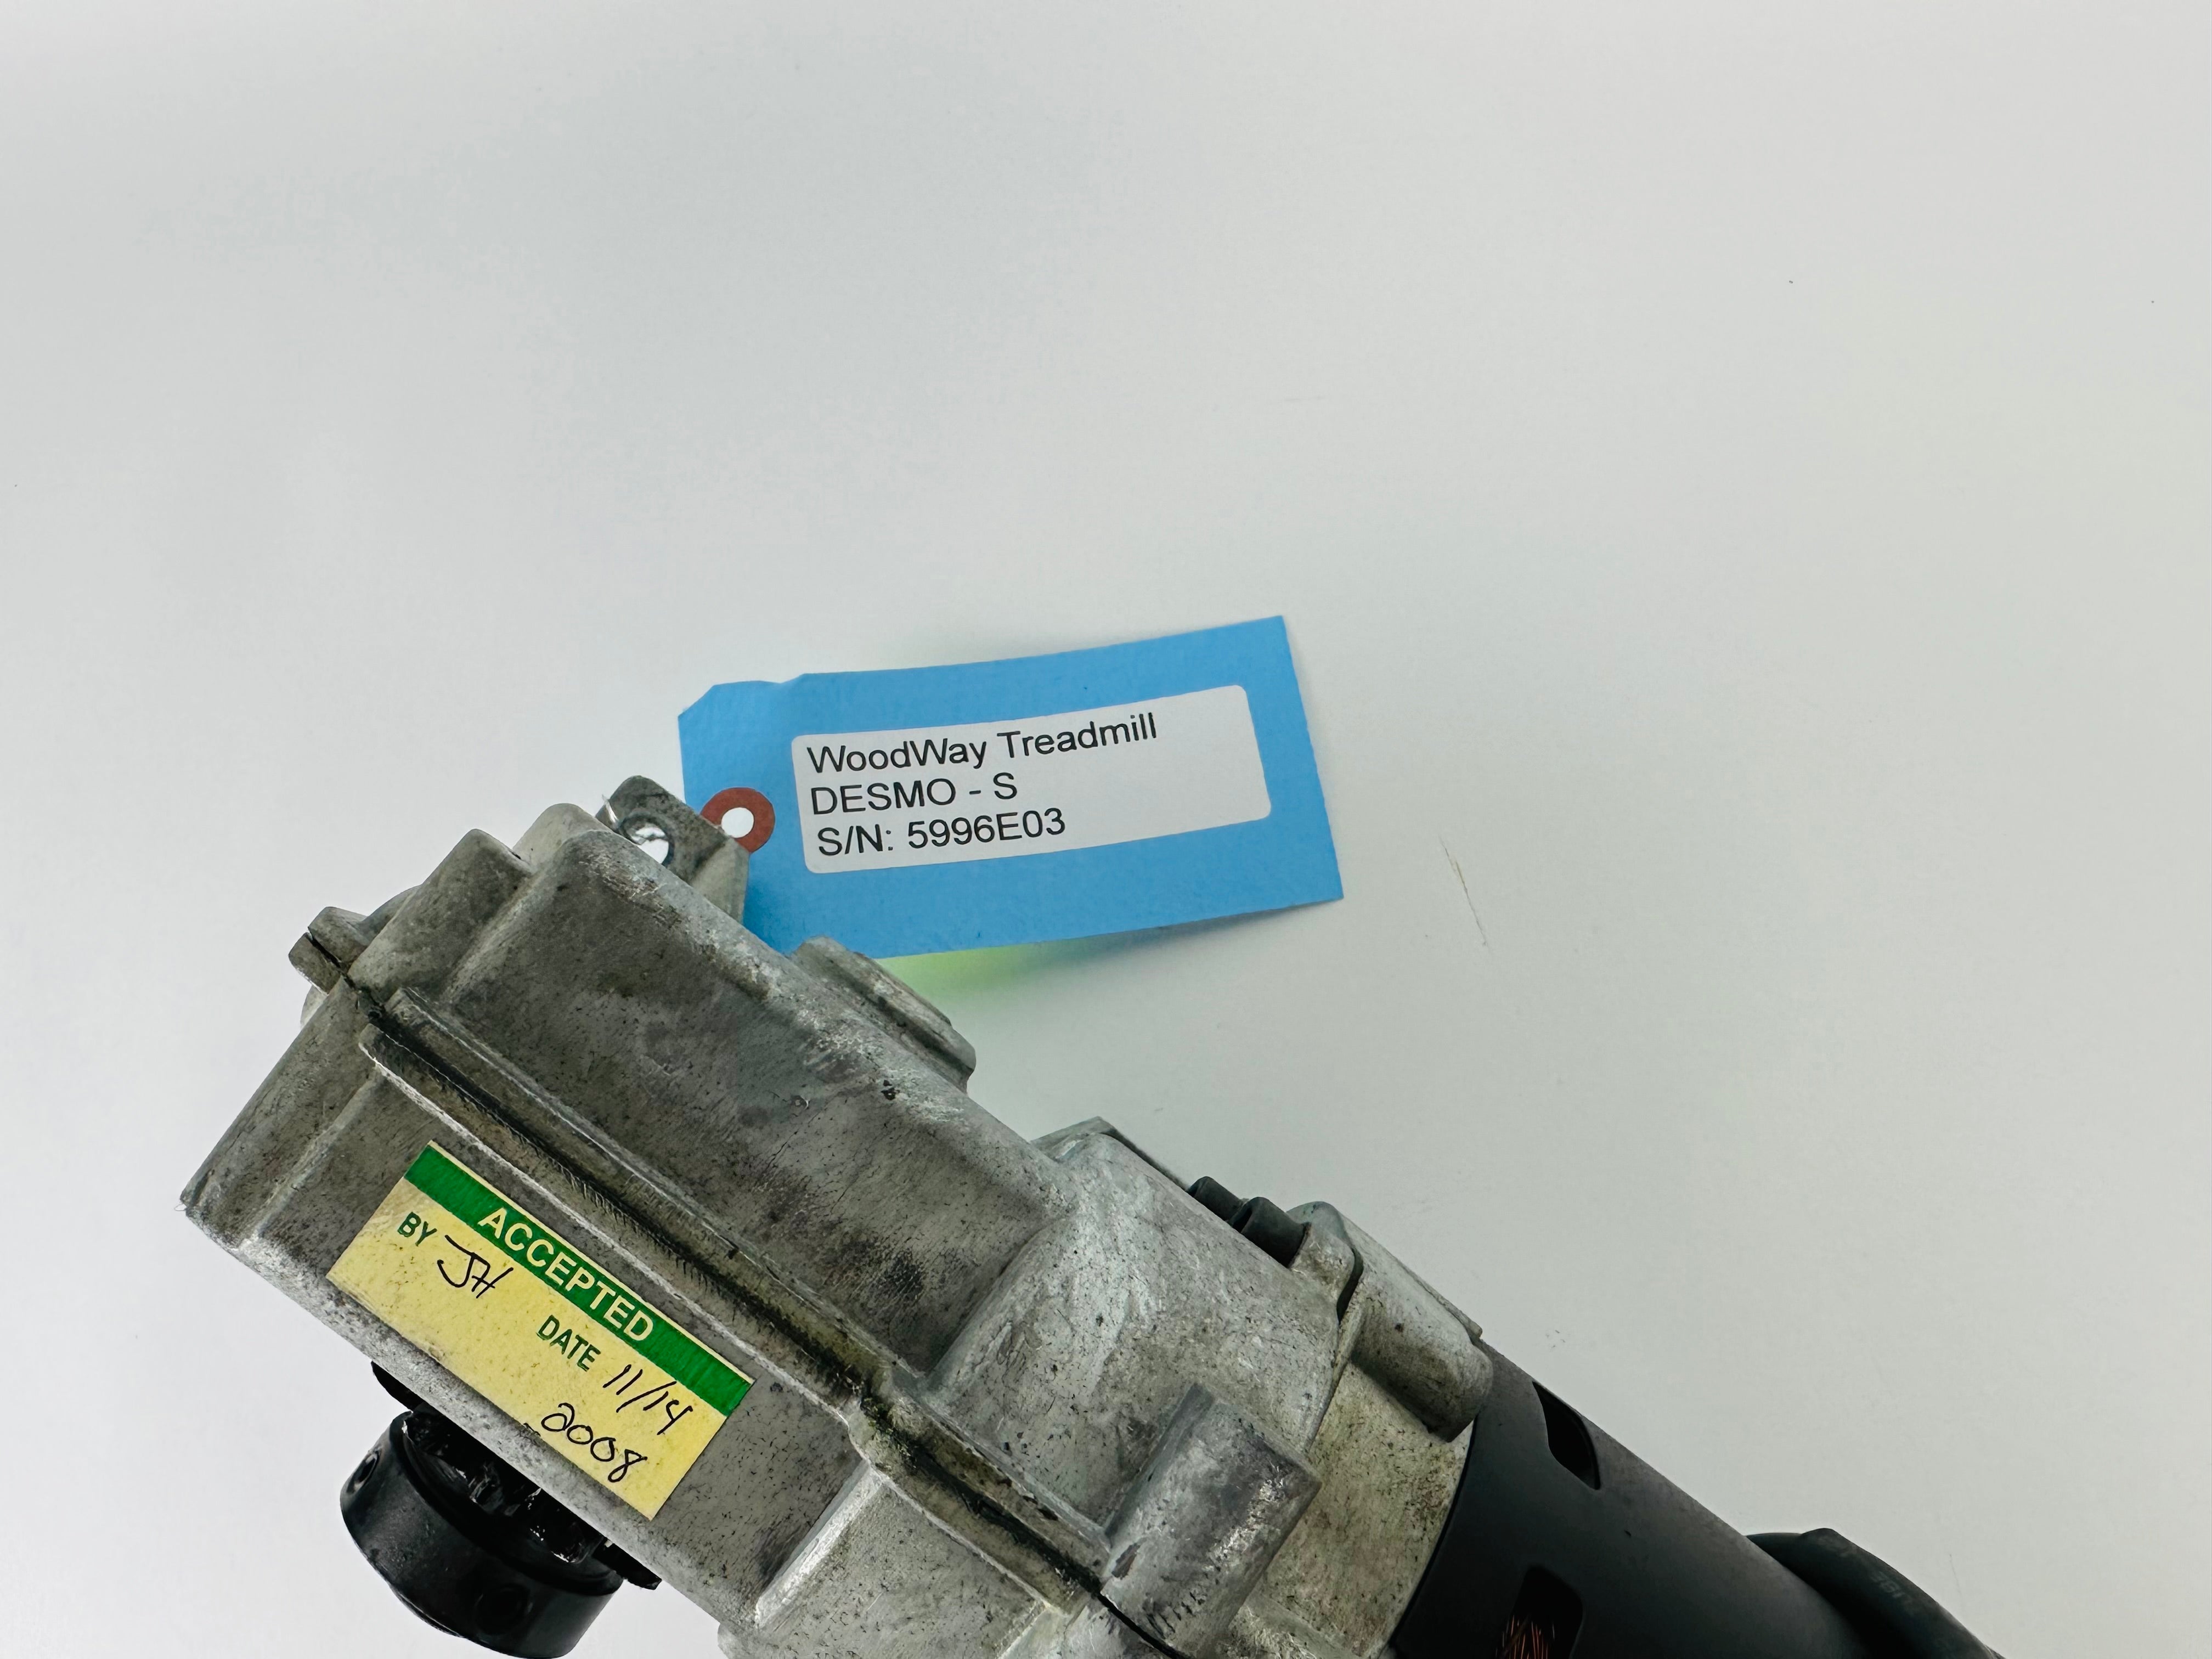 WoodWay Treadmill
DESMO - S
S/N: 5996E03
ACCEPTED
BY JH
DATE 11/14
2008